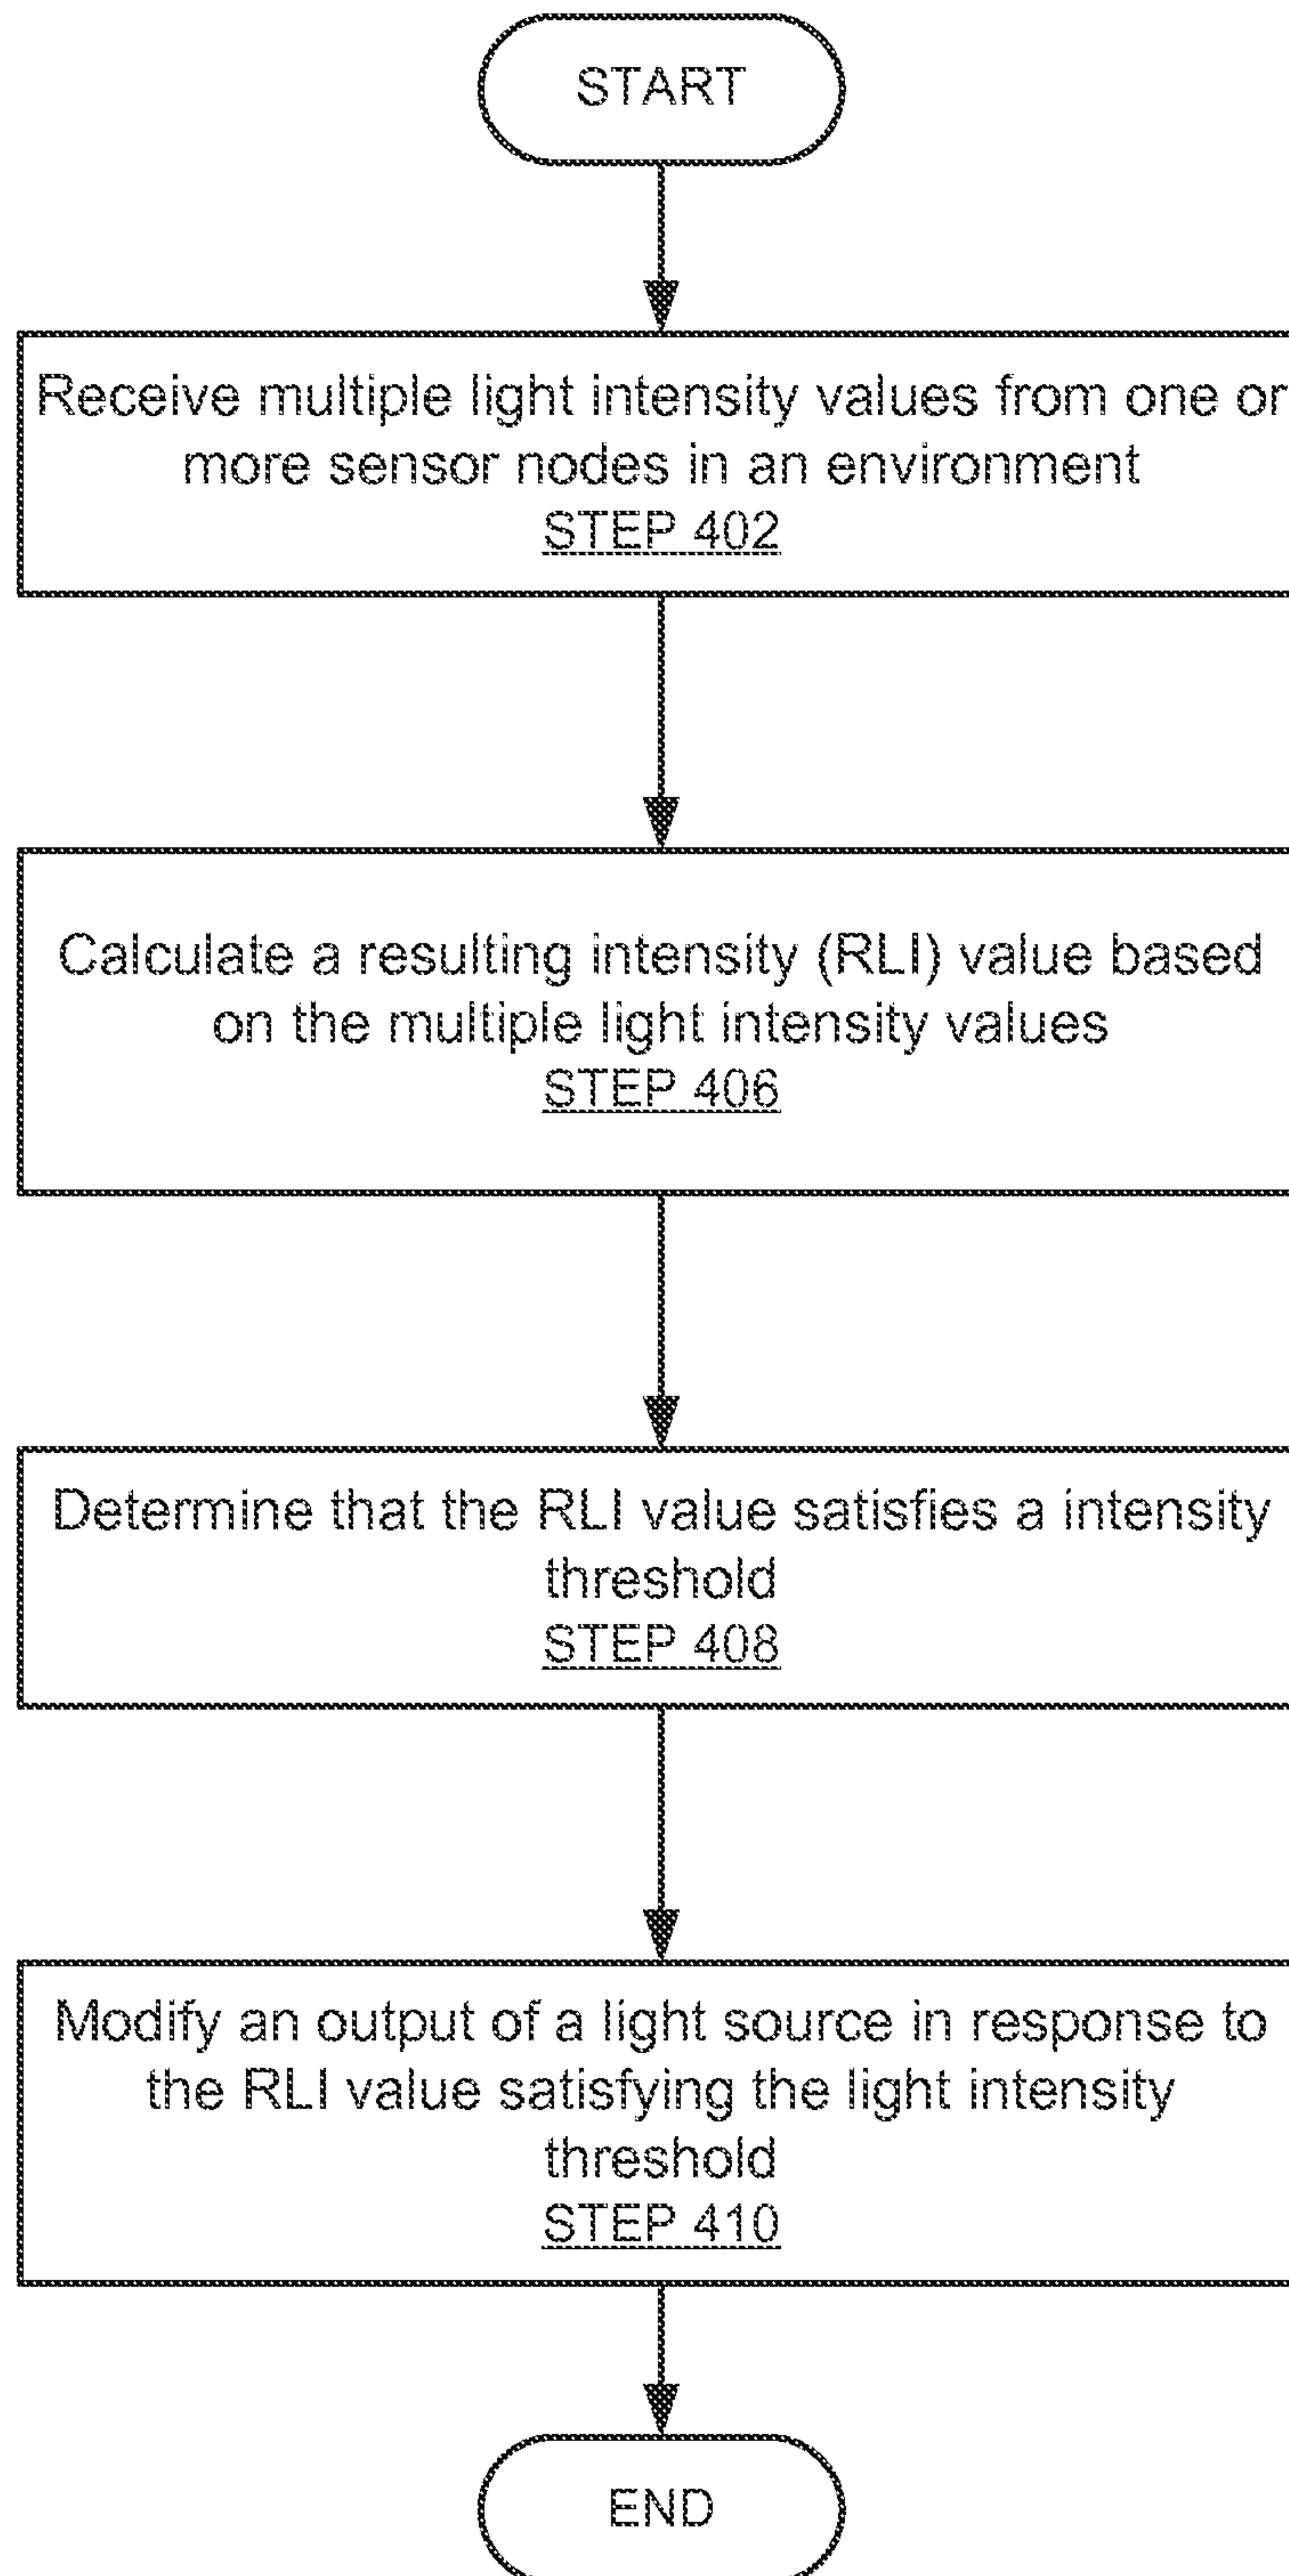 START
Receive multiple light intensity values from one or
more sensor nodes in an environment
STEP 402
Calculate a resulting intensity (RLI) value based
on the multiple light intensity values
STEP 406
Determine that the RLI value satisfies a intensity
threshold
STEP 408
Modify an output of a light source in response to
the RLI value satisfying the light intensity
threshold
STEP 410
END